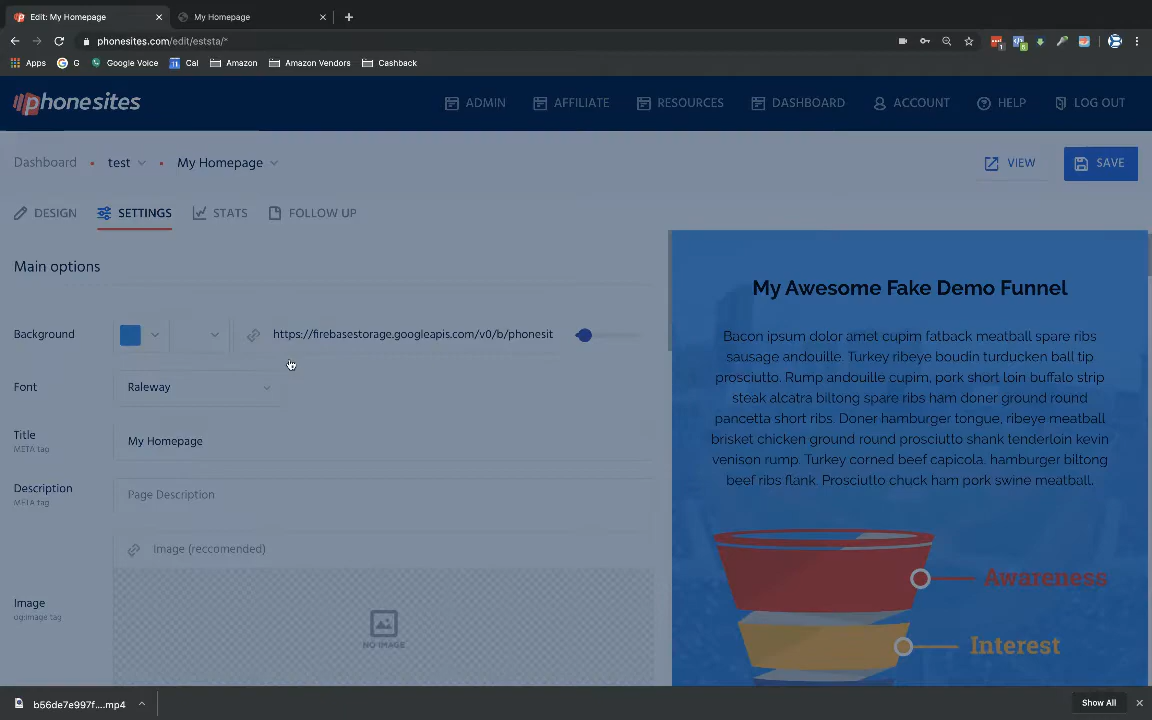 Edit: My Homepage
My Homepage
phonesites.com/edit/eststa/*
Apps
G
Google Voice
Cal
Amazon
Amazon Vendors
Cashback
phonesites
ADMIN
AFFILIATE
RESOURCES
DASHBOARD
ACCOUNT
HELP
LOG OUT
Dashboard
test
My Homepage
VIEW
SAVE
DESIGN
SETTINGS
STATS
FOLLOW UP
Main options
Background
https://firebasestorage.googleapis.com/v0/b/phonesit
Font
Raleway
Title
META tag
My Homepage
Description
META tag
Page Description
Image (reccomended)
Image
og:image tag
NO IMAGE
My Awesome Fake Demo Funnel
Bacon ipsum dolor amet cupim fatback meatball spare ribs
sausage andouille. Turkey ribeye boudin turducken ball tip
prosciutto. Rump andouille cupim, pork short loin buffalo strip
steak alcatra biltong spare ribs ham doner ground round
pancetta short ribs. Doner hamburger tongue, ribeye meatball
brisket chicken ground round prosciutto shank tenderloin kevin
venison rump. Turkey corned beef capicola, hamburger biltong
beef ribs flank. Prosciutto chuck ham pork swine meatball.
Awareness
Interest
b56de7e997f....mp4
Show All